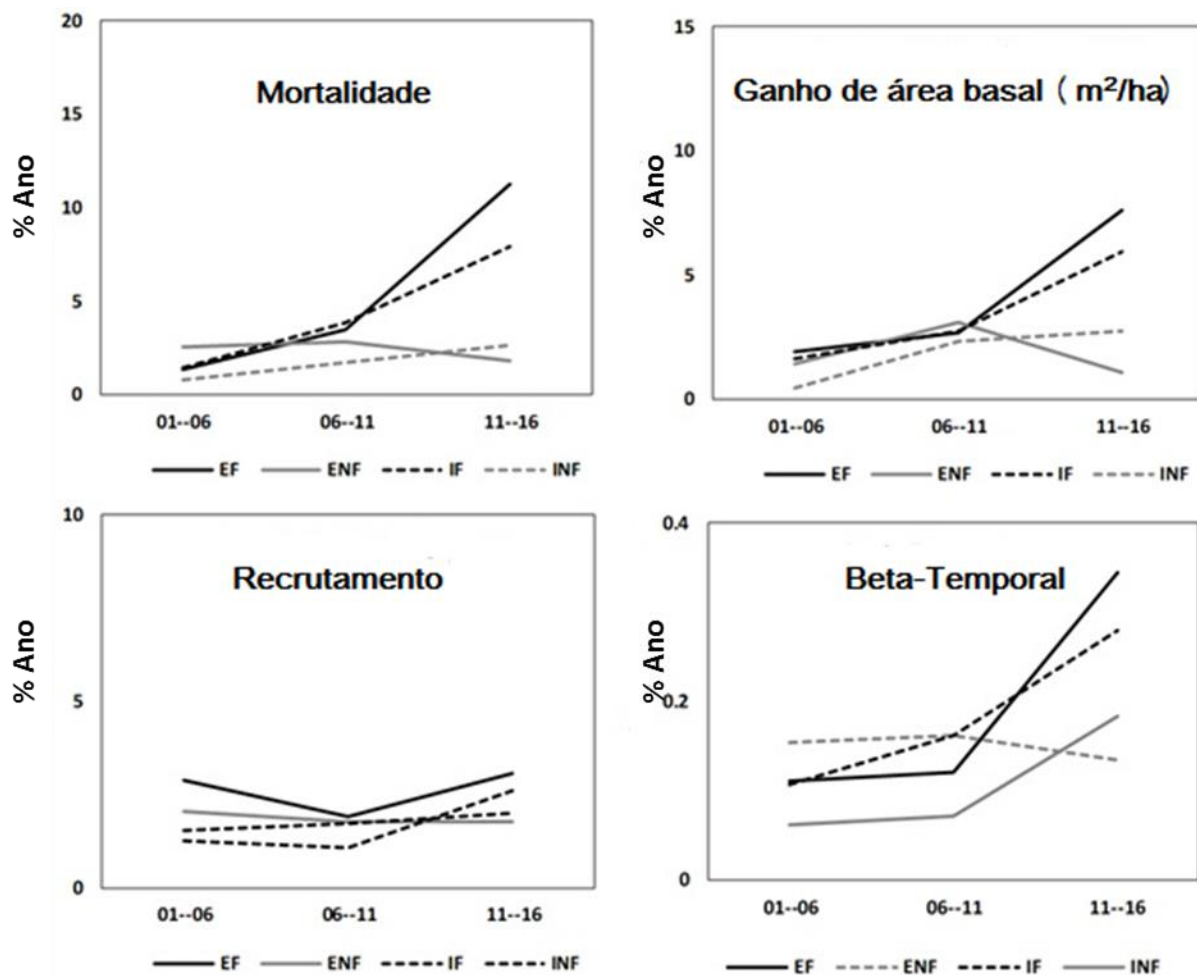 20
15
10
5
0
% Ano
Mortalidade
01--06 06--11 11--16
EF ENF IF INF
15
10
5
0
% Ano
Ganho de área basal ( m²/ha)
01--06 06--11 11--16
EF ENF IF INF
10
5
0
% Ano
Recrutamento
01--06 06--11 11--16
EF ENF IF INF
0.4
0.2
0
% Ano
Beta-Temporal
01--06 06--11 11--16
EF ENF IF INF